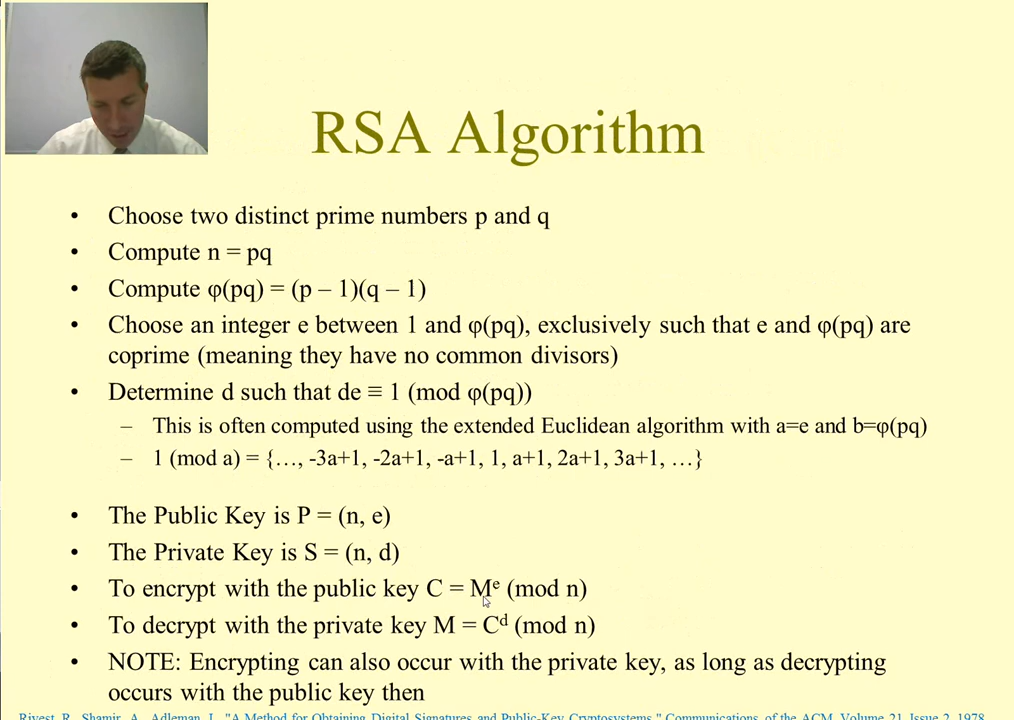 RSA Algorithm
• Choose two distinct prime numbers p and q
• Compute n = pq
• Compute φ(pq) = (p – 1)(q – 1)
• Choose an integer e between 1 and φ(pq), exclusively such that e and φ(pq) are
coprime (meaning they have no common divisors)
• Determine d such that de ≡ 1 (mod φ(pq))
– This is often computed using the extended Euclidean algorithm with a=e and b=φ(pq)
– 1 (mod a) = {…, -3a+1, -2a+1, -a+1, 1, a+1, 2a+1, 3a+1, …}
• The Public Key is P = (n, e)
• The Private Key is S = (n, d)
• To encrypt with the public key C = Mᵉ (mod n)
• To decrypt with the private key M = Cᵈ (mod n)
• NOTE: Encrypting can also occur with the private key, as long as decrypting
occurs with the public key then
Rivest, R., Shamir, A., Adleman, L. "A Method for Obtaining Digital Signatures and Public-Key Cryptosystems." Communications of the ACM, Volume 21, Issue 2, 1978